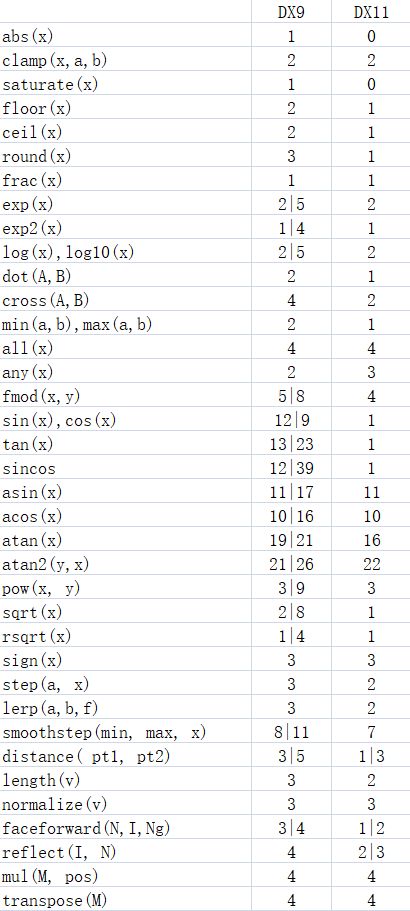 DX9 DX11
abs(x) 1 0
clamp(x,a,b) 2 2
saturate(x) 1 0
floor(x) 2 1
ceil(x) 2 1
round(x) 3 1
frac(x) 1 1
exp(x) 2|5 2
exp2(x) 1|4 1
log(x),log10(x) 2|5 2
dot(A,B) 2 1
cross(A,B) 4 2
min(a,b),max(a,b) 2 1
all(x) 4 4
any(x) 2 3
fmod(x,y) 5|8 4
sin(x),cos(x) 12|9 1
tan(x) 13|23 1
sincos 12|39 1
asin(x) 11|17 11
acos(x) 10|16 10
atan(x) 19|21 16
atan2(y,x) 21|26 22
pow(x, y) 3|9 3
sqrt(x) 2|8 1
rsqrt(x) 1|4 1
sign(x) 3 3
step(a, x) 3 2
lerp(a,b,f) 3 2
smoothstep(min, max, x) 8|11 7
distance( pt1, pt2) 3|5 1|3
length(v) 3 2
normalize(v) 3 3
faceforward(N,I,Ng) 3|4 1|2
reflect(I, N) 4 2|3
mul(M, pos) 4 4
transpose(M) 4 4